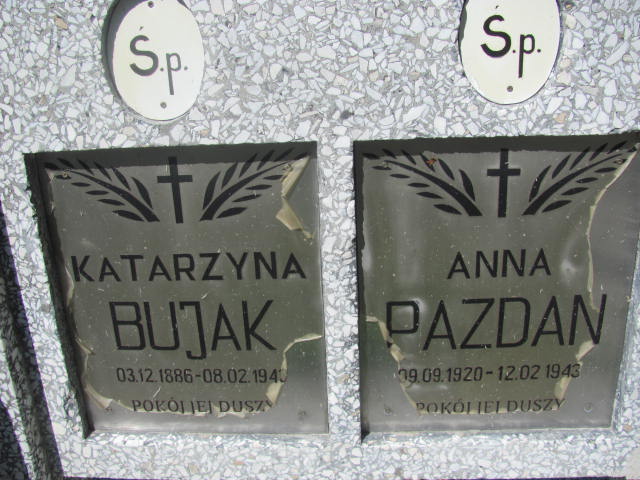 Ś.p.
KATARZYNA
BUJAK
03.12.1886-08.02.1943
POKÓJ JEJ DUSZY
Ś.p.
ANNA
PAZDAN
09.09.1920-12.02.1943
POKÓJ JEJ DUSZY